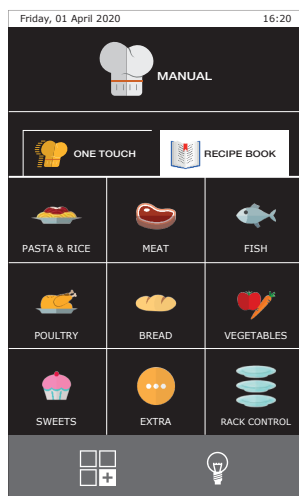 Friday, 01 April 2020 16:20
MANUAL
ONE TOUCH RECIPE BOOK
PASTA & RICE MEAT FISH
POULTRY BREAD VEGETABLES
SWEETS EXTRA RACK CONTROL